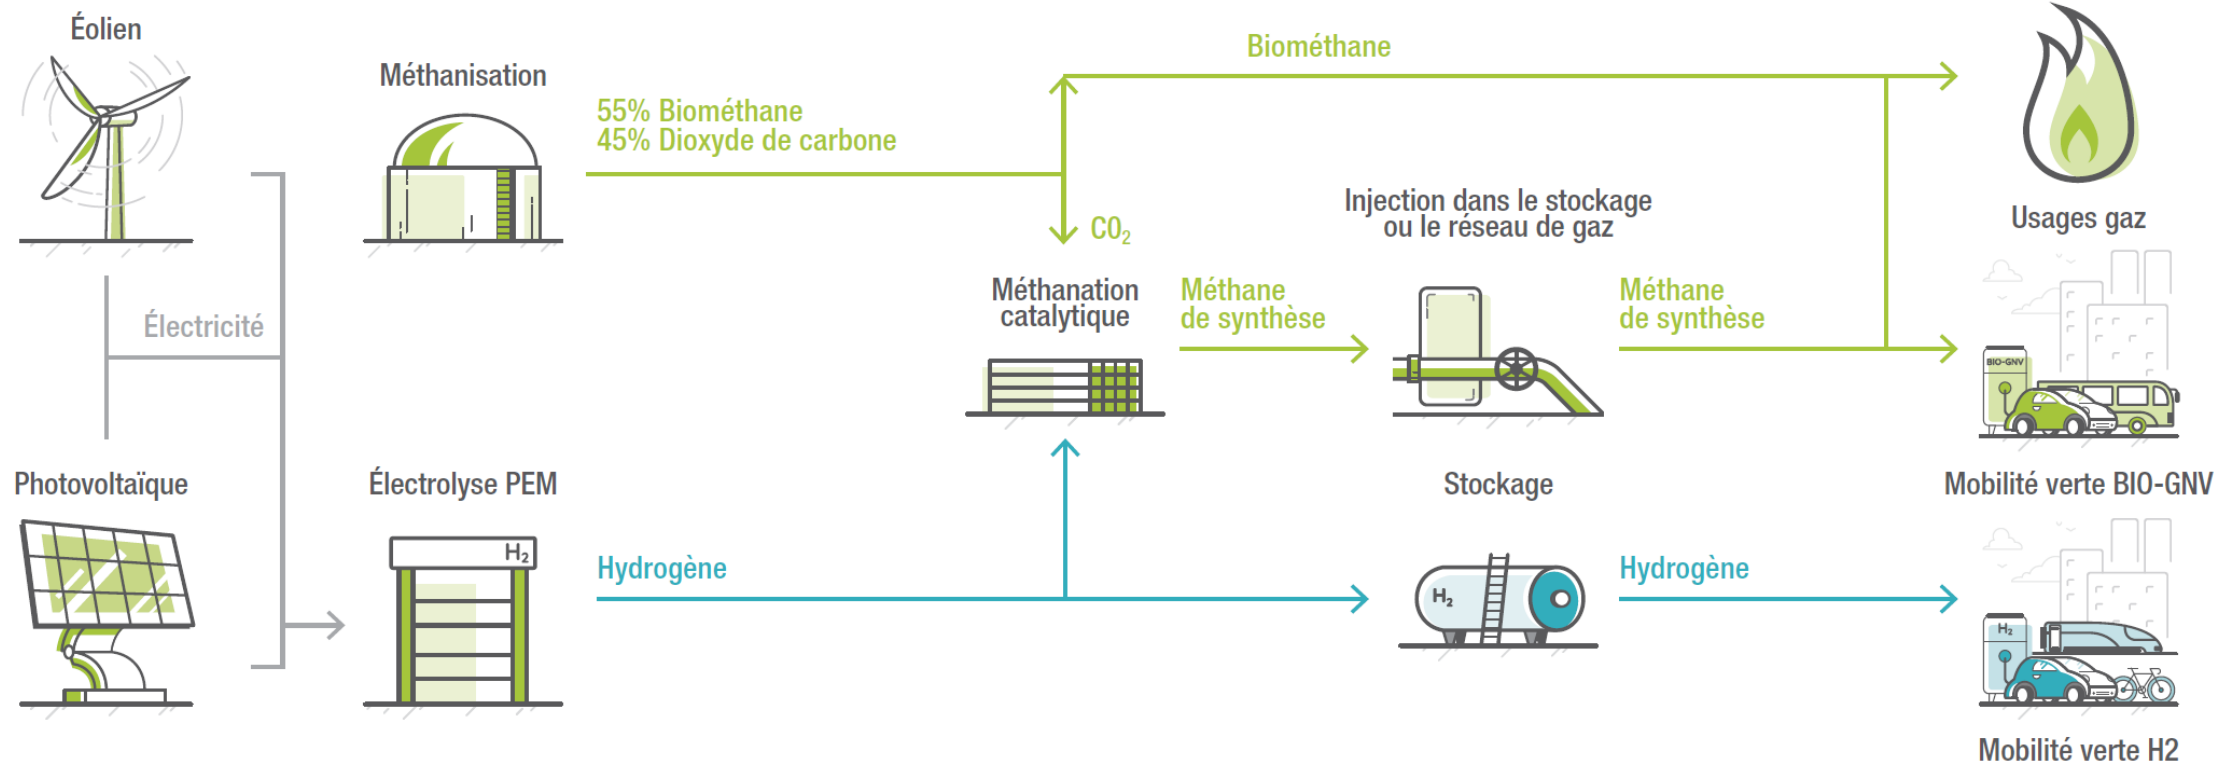 Éolien
Méthanisation
55% Biométhane
45% Dioxyde de carbone
Biométhane
CO₂
Injection dans le stockage
ou le réseau de gaz
Usages gaz
Électricité
Méthanation
catalytique
Méthane
de synthèse
Méthane
de synthèse
BIO-GNV
Photovoltaïque
Électrolyse PEM
Stockage
Mobilité verte BIO-GNV
H₂
Hydrogène
H₂
Hydrogène
H₂
Mobilité verte H2